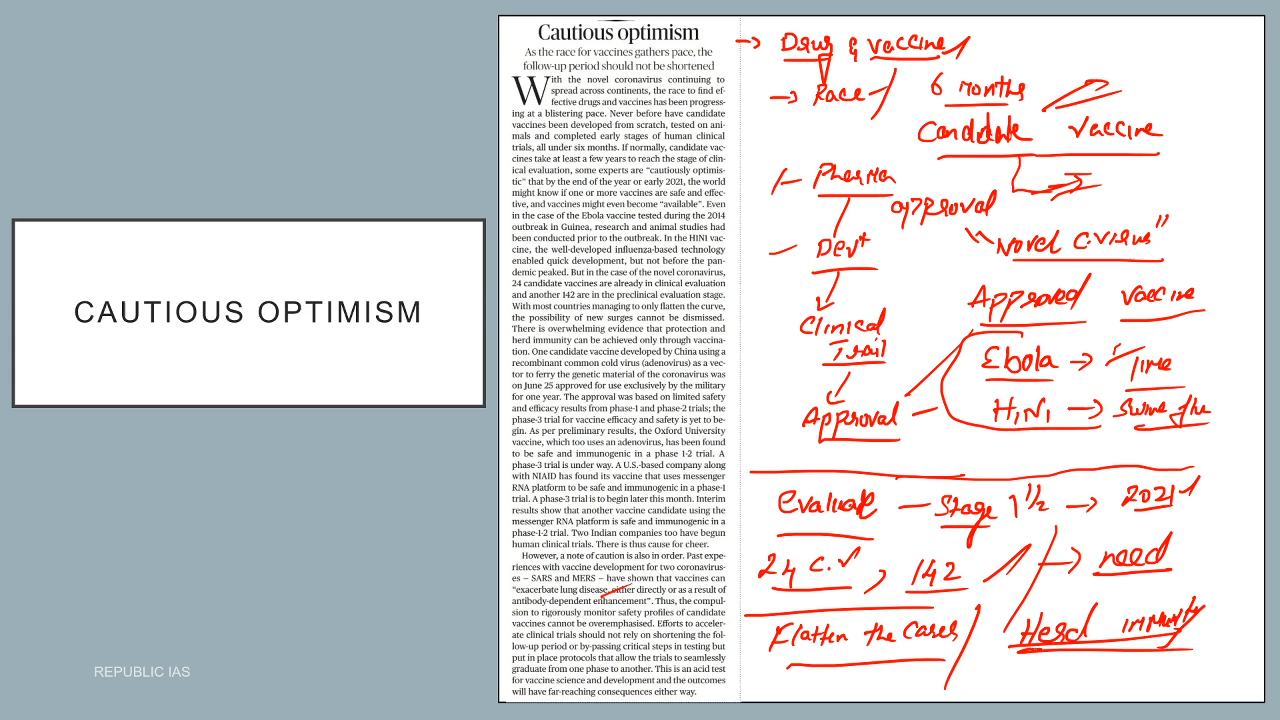 CAUTIOUS OPTIMISM
REPUBLIC IAS
Cautious optimism
As the race for vaccines gathers pace, the
follow-up period should not be shortened
With the novel coronavirus continuing to
spread across continents, the race to find ef-
fective drugs and vaccines has been progress-
ing at a blistering pace. Never before have candidate
vaccines been developed from scratch, tested on ani-
mals and completed early stages of human clinical
trials, all under six months. If normally, candidate vac-
cines take at least a few years to reach the stage of clin-
ical evaluation, some experts are “cautiously optimis-
tic” that by the end of the year or early 2021, the world
might know if one or more vaccines are safe and effec-
tive, and vaccines might even become “available”. Even
in the case of the Ebola vaccine tested during the 2014
outbreak in Guinea, research and animal studies had
been conducted prior to the outbreak. In the H1N1 vac-
cine, the well-developed influenza-based technology
enabled quick development, but not before the pan-
demic peaked. But in the case of the novel coronavirus,
24 candidate vaccines are already in clinical evaluation
and another 142 are in the preclinical evaluation stage.
With most countries managing to only flatten the curve,
the possibility of new surges cannot be dismissed.
There is overwhelming evidence that protection and
herd immunity can be achieved only through vaccina-
tion. One candidate vaccine developed by China using a
recombinant common cold virus (adenovirus) as a vec-
tor to ferry the genetic material of the coronavirus was
on June 25 approved for use exclusively by the military
for one year. The approval was based on limited safety
and efficacy results from phase-1 and phase-2 trials; the
phase-3 trial for vaccine efficacy and safety is yet to be-
gin. As per preliminary results, the Oxford University
vaccine, which too uses an adenovirus, has been found
to be safe and immunogenic in a phase 1-2 trial. A
phase-3 trial is under way. A U.S.-based company along
with NIAID has found its vaccine that uses messenger
RNA platform to be safe and immunogenic in a phase-1
trial. A phase-3 trial is to begin later this month. Interim
results show that another vaccine candidate using the
messenger RNA platform is safe and immunogenic in a
phase-1-2 trial. Two Indian companies too have begun
human clinical trials. There is thus cause for cheer.
However, a note of caution is also in order. Past expe-
riences with vaccine development for two coronavirus-
es — SARS and MERS — have shown that vaccines can
“exacerbate lung disease, either directly or as a result of
antibody-dependent enhancement”. Thus, the compul-
sion to rigorously monitor safety profiles of candidate
vaccines cannot be overemphasised. Efforts to acceler-
ate clinical trials should not rely on shortening the fol-
low-up period or by-passing critical steps in testing but
put in place protocols that allow the trials to seamlessly
graduate from one phase to another. This is an acid test
for vaccine science and development and the outcomes
will have far-reaching consequences either way.
→ Drug & vaccine
→ Race
6 months
Candidate vaccine
Pharma
approval
- Dev+
"Novel C.virus"
Approved vaccine
Clinical
Trail
Ebola → Time
Approval - H1N1 → Swine flu
Evaluate - Stage 1 1/2 → 2021
24 C.V, 142 → need
Flatten the Cases
Herd immunity